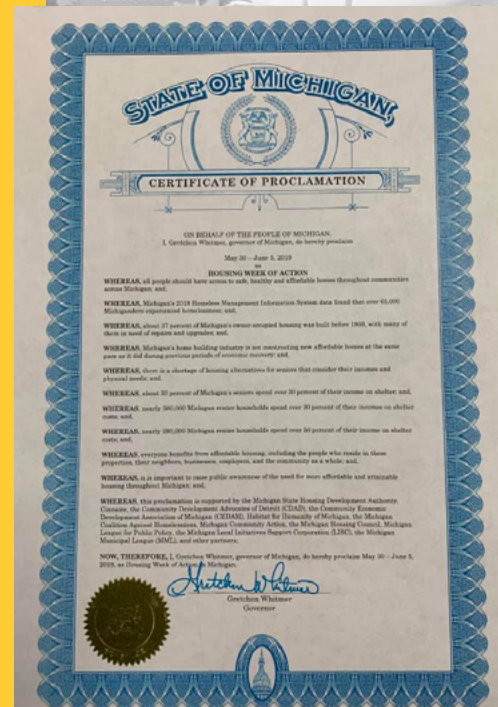 STATE OF MICHIGAN
CERTIFICATE OF PROCLAMATION
ON BEHALF OF THE PEOPLE OF MICHIGAN,
I, Gretchen Whitmer, governor of Michigan, do hereby proclaim
May 30 – June 5, 2019
as
HOUSING WEEK OF ACTION
WHEREAS, all people should have access to safe, healthy and affordable homes throughout communities
across Michigan; and,
WHEREAS, Michigan's 2018 Homeless Management Information System data found that over 65,000
Michiganders experienced homelessness; and,
WHEREAS, about 37 percent of Michigan's owner-occupied housing was built before 1960, with many of
them in need of repairs and upgrades; and,
WHEREAS, Michigan's home building industry is not constructing new affordable homes at the same
pace as it did during previous periods of economic recovery; and,
WHEREAS, there is a shortage of housing alternatives for seniors that consider their incomes and
physical needs; and,
WHEREAS, about 30 percent of Michigan's seniors spend over 30 percent of their income on shelter; and,
WHEREAS, nearly 560,000 Michigan renter households spend over 30 percent of their incomes on shelter
costs; and,
WHEREAS, nearly 280,000 Michigan renter households spend over 50 percent of their income on shelter
costs; and,
WHEREAS, everyone benefits from affordable housing, including the people who reside in these
properties, their neighbors, businesses, employers, and the community as a whole; and,
WHEREAS, it is important to raise public awareness of the need for more affordable and attainable
housing throughout Michigan; and,
WHEREAS, this proclamation is supported by the Michigan State Housing Development Authority,
Cinnaire, the Community Development Advocates of Detroit (CDAD), the Community Economic
Development Association of Michigan (CEDAM), Habitat for Humanity of Michigan, the Michigan
Coalition Against Homelessness, Michigan Community Action, the Michigan Housing Council, Michigan
League for Public Policy, the Michigan Local Initiatives Support Corporation (LISC), the Michigan
Municipal League (MML), and other partners;
NOW, THEREFORE, I, Gretchen Whitmer, governor of Michigan, do hereby proclaim May 30 – June 5,
2019, as Housing Week of Action in Michigan.
Gretchen Whitmer
Gretchen Whitmer
Governor